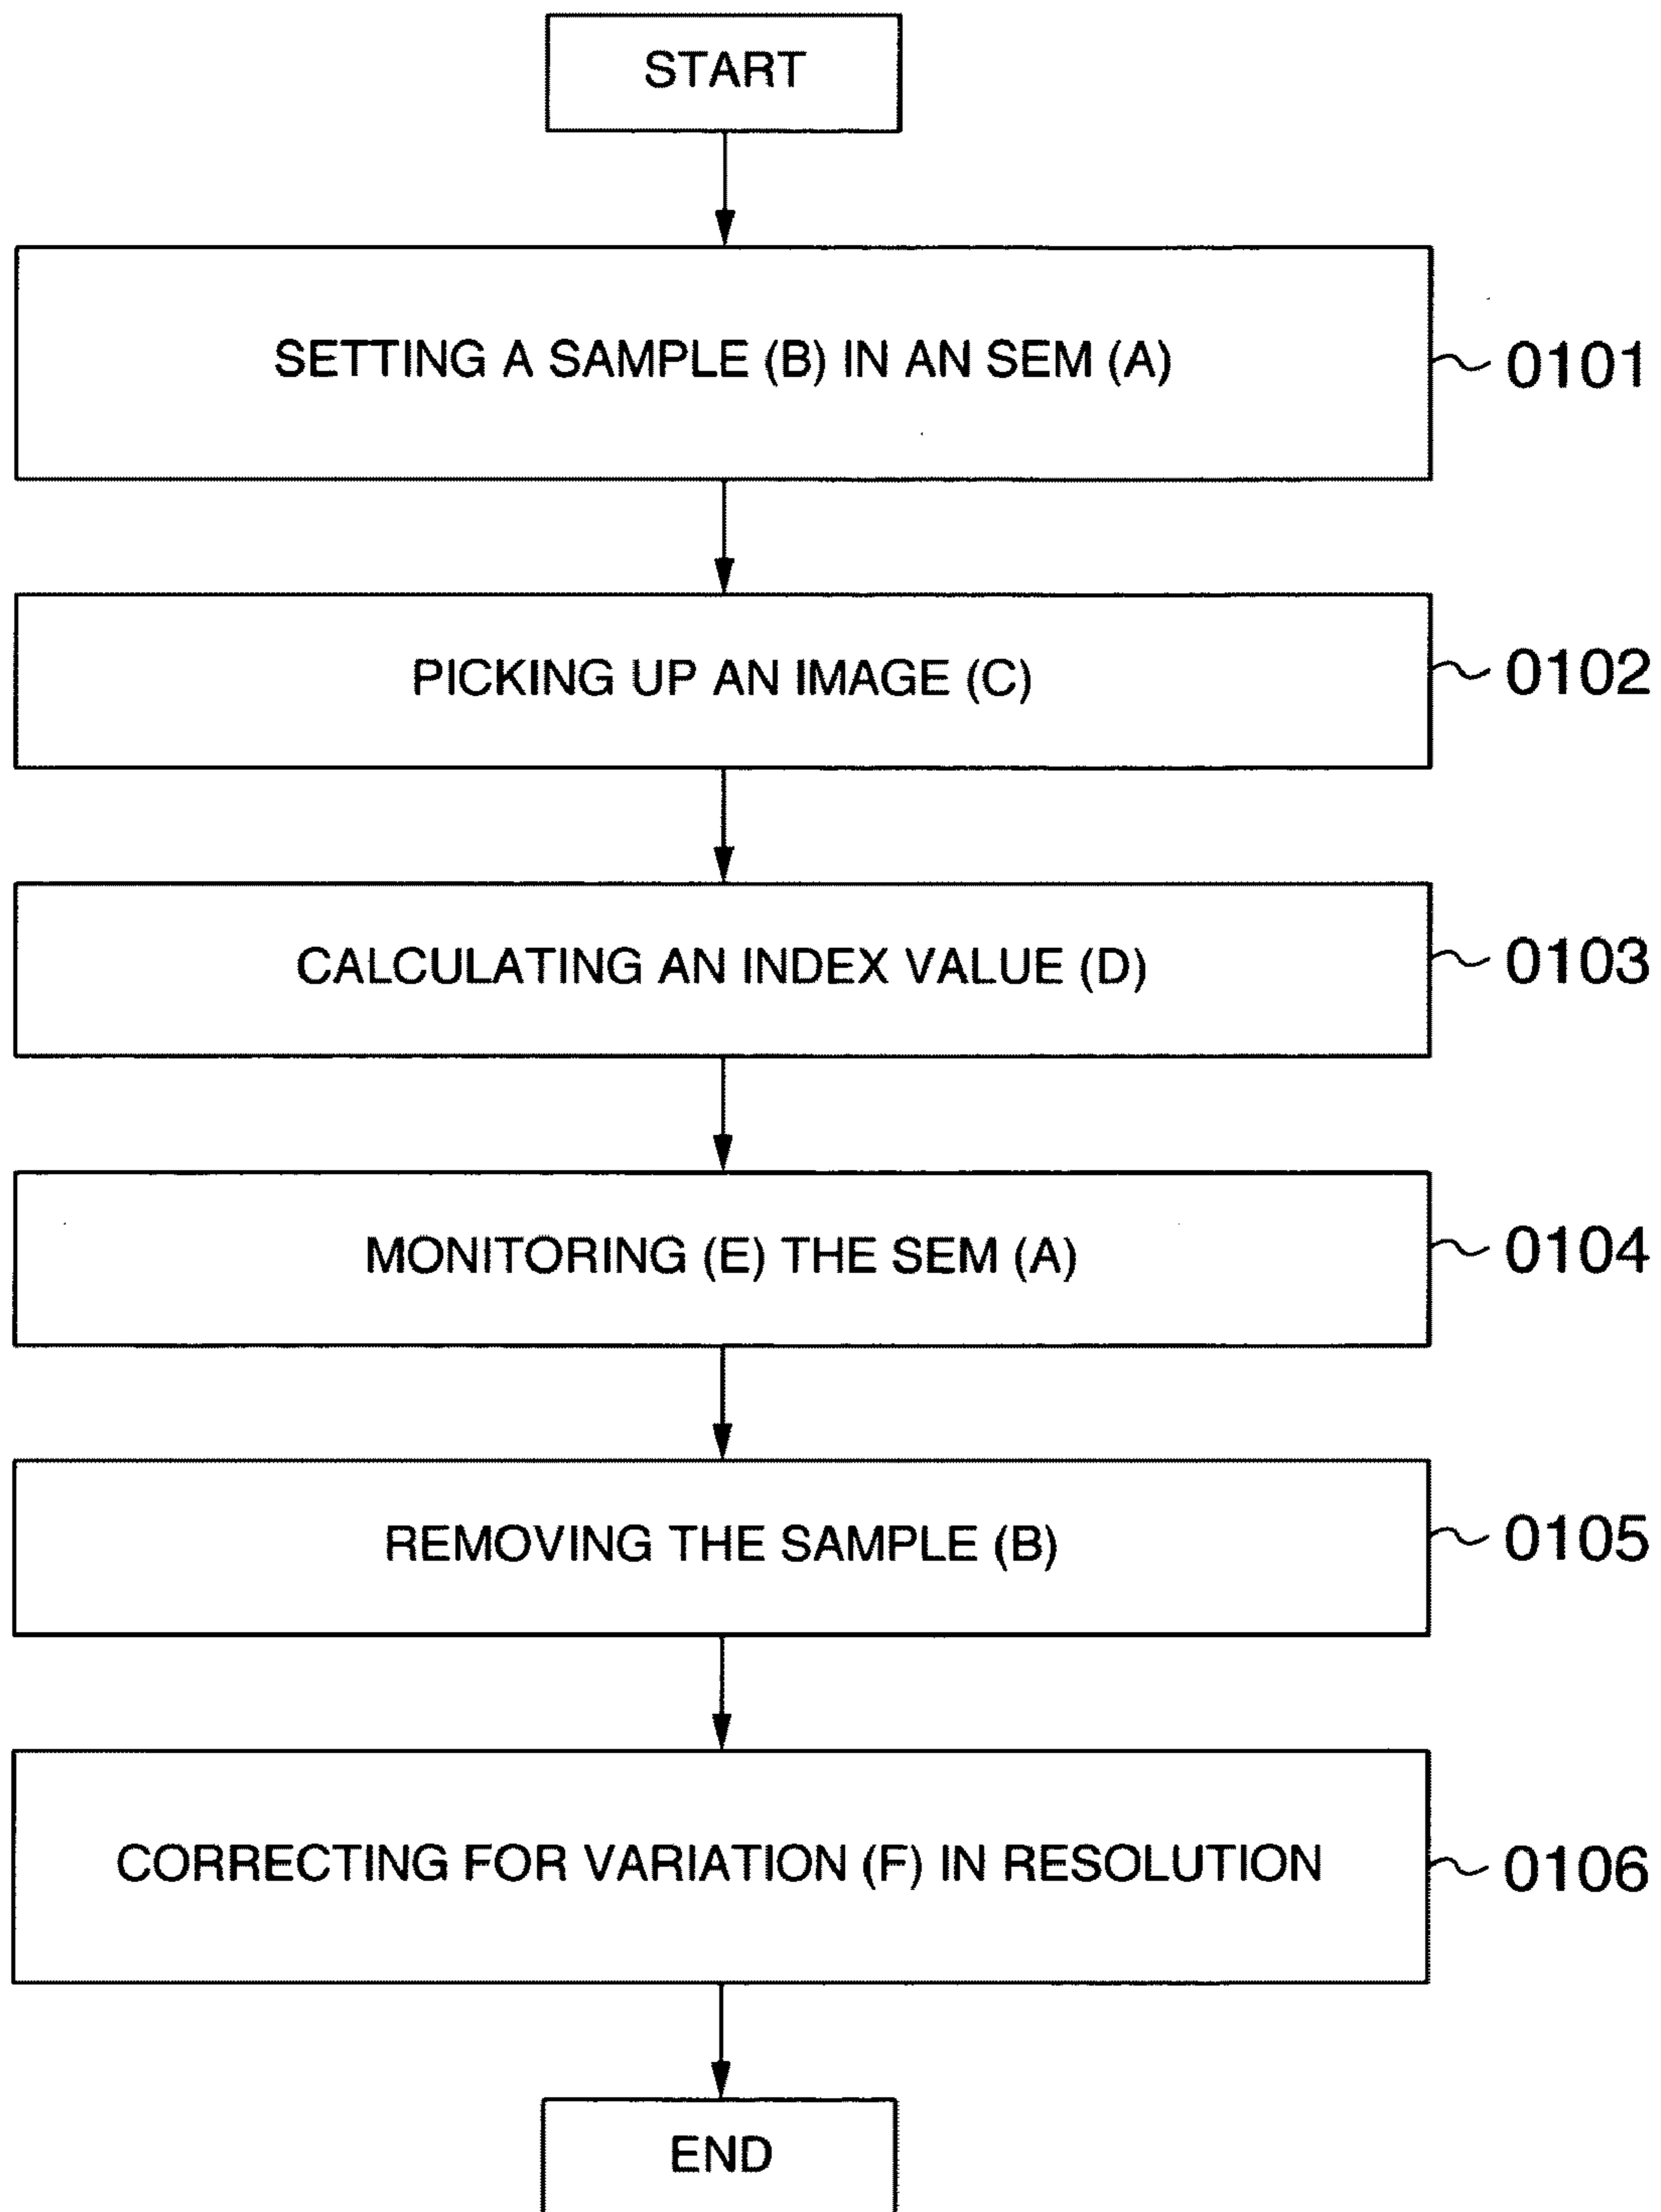 START
SETTING A SAMPLE (B) IN AN SEM (A)
0101
PICKING UP AN IMAGE (C)
0102
CALCULATING AN INDEX VALUE (D)
0103
MONITORING (E) THE SEM (A)
0104
REMOVING THE SAMPLE (B)
0105
CORRECTING FOR VARIATION (F) IN RESOLUTION
0106
END